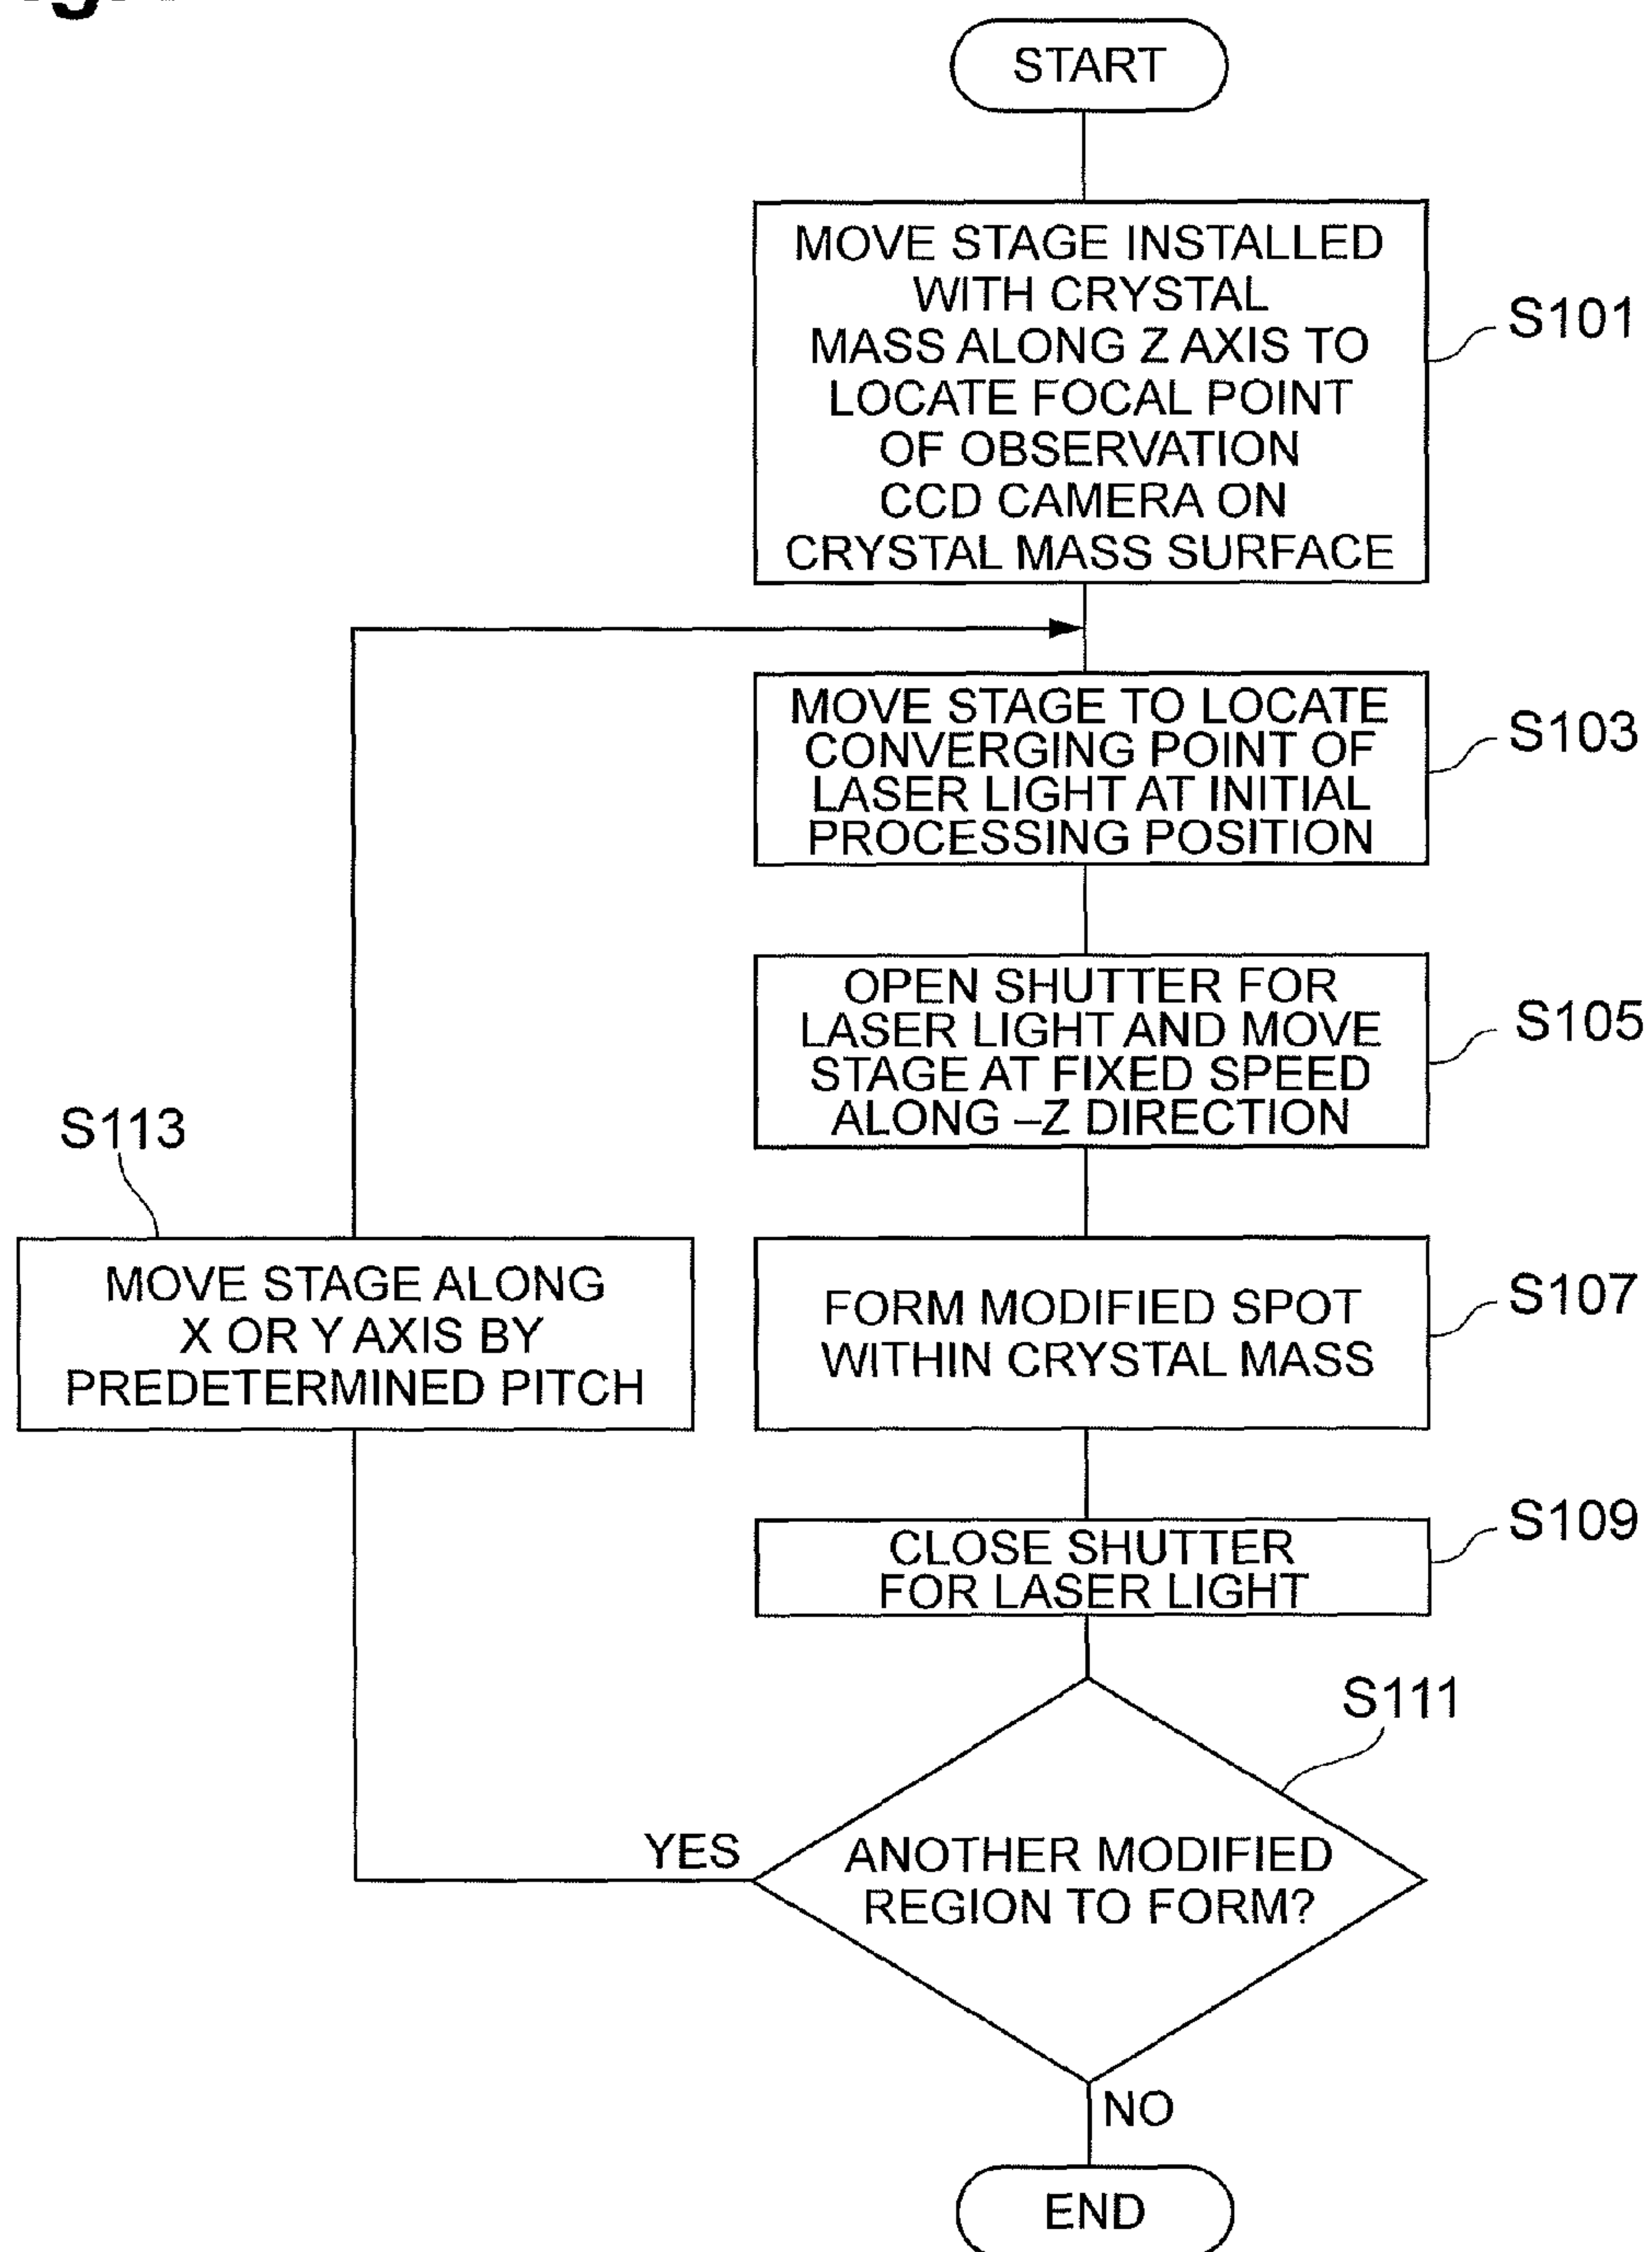 START
MOVE STAGE INSTALLED
WITH CRYSTAL
MASS ALONG Z AXIS TO
LOCATE FOCAL POINT
OF OBSERVATION
CCD CAMERA ON
CRYSTAL MASS SURFACE
S101
MOVE STAGE TO LOCATE
CONVERGING POINT OF
LASER LIGHT AT INITIAL
PROCESSING POSITION
S103
OPEN SHUTTER FOR
LASER LIGHT AND MOVE
STAGE AT FIXED SPEED
ALONG –Z DIRECTION
S105
S113
MOVE STAGE ALONG
X OR Y AXIS BY
PREDETERMINED PITCH
FORM MODIFIED SPOT
WITHIN CRYSTAL MASS
S107
CLOSE SHUTTER
FOR LASER LIGHT
S109
S111
YES
ANOTHER MODIFIED
REGION TO FORM?
NO
END